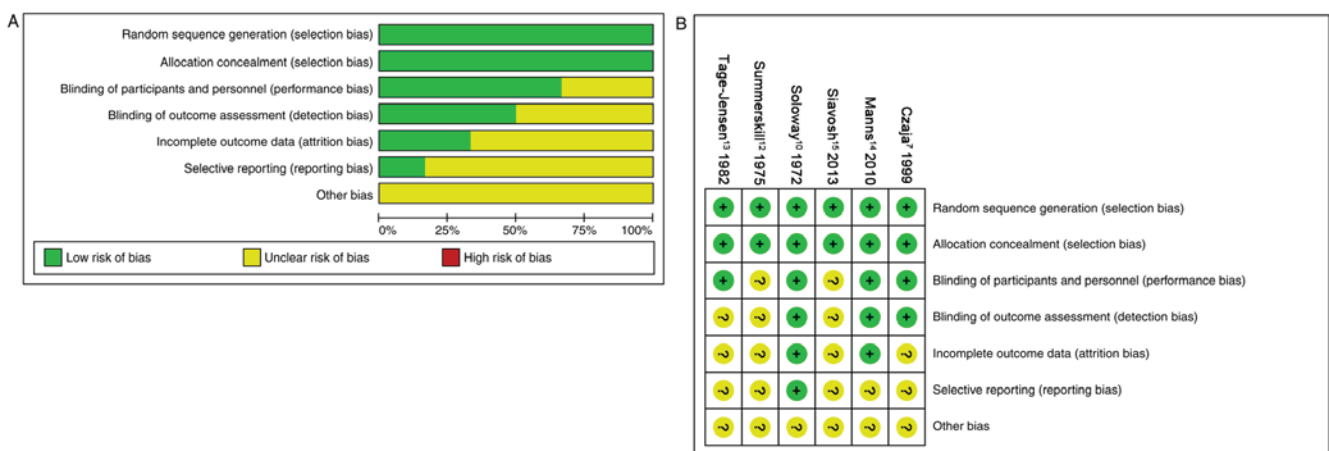 A
Random sequence generation (selection bias)
Allocation concealment (selection bias)
Blinding of participants and personnel (performance bias)
Blinding of outcome assessment (detection bias)
Incomplete outcome data (attrition bias)
Selective reporting (reporting bias)
Other bias
0% 25% 50% 75% 100%
Low risk of bias Unclear risk of bias High risk of bias
B
Tage-Jensen¹³ 1982
Summerskill¹² 1975
Soloway¹⁰ 1972
Siavosh¹⁵ 2013
Manns¹⁴ 2010
Czaja⁷ 1999
+ + + + + + Random sequence generation (selection bias)
+ + + + + + Allocation concealment (selection bias)
+ ? + ? + + Blinding of participants and personnel (performance bias)
? ? + ? + + Blinding of outcome assessment (detection bias)
? ? + ? + ? Incomplete outcome data (attrition bias)
? ? + ? ? ? Selective reporting (reporting bias)
? ? ? ? ? ? Other bias